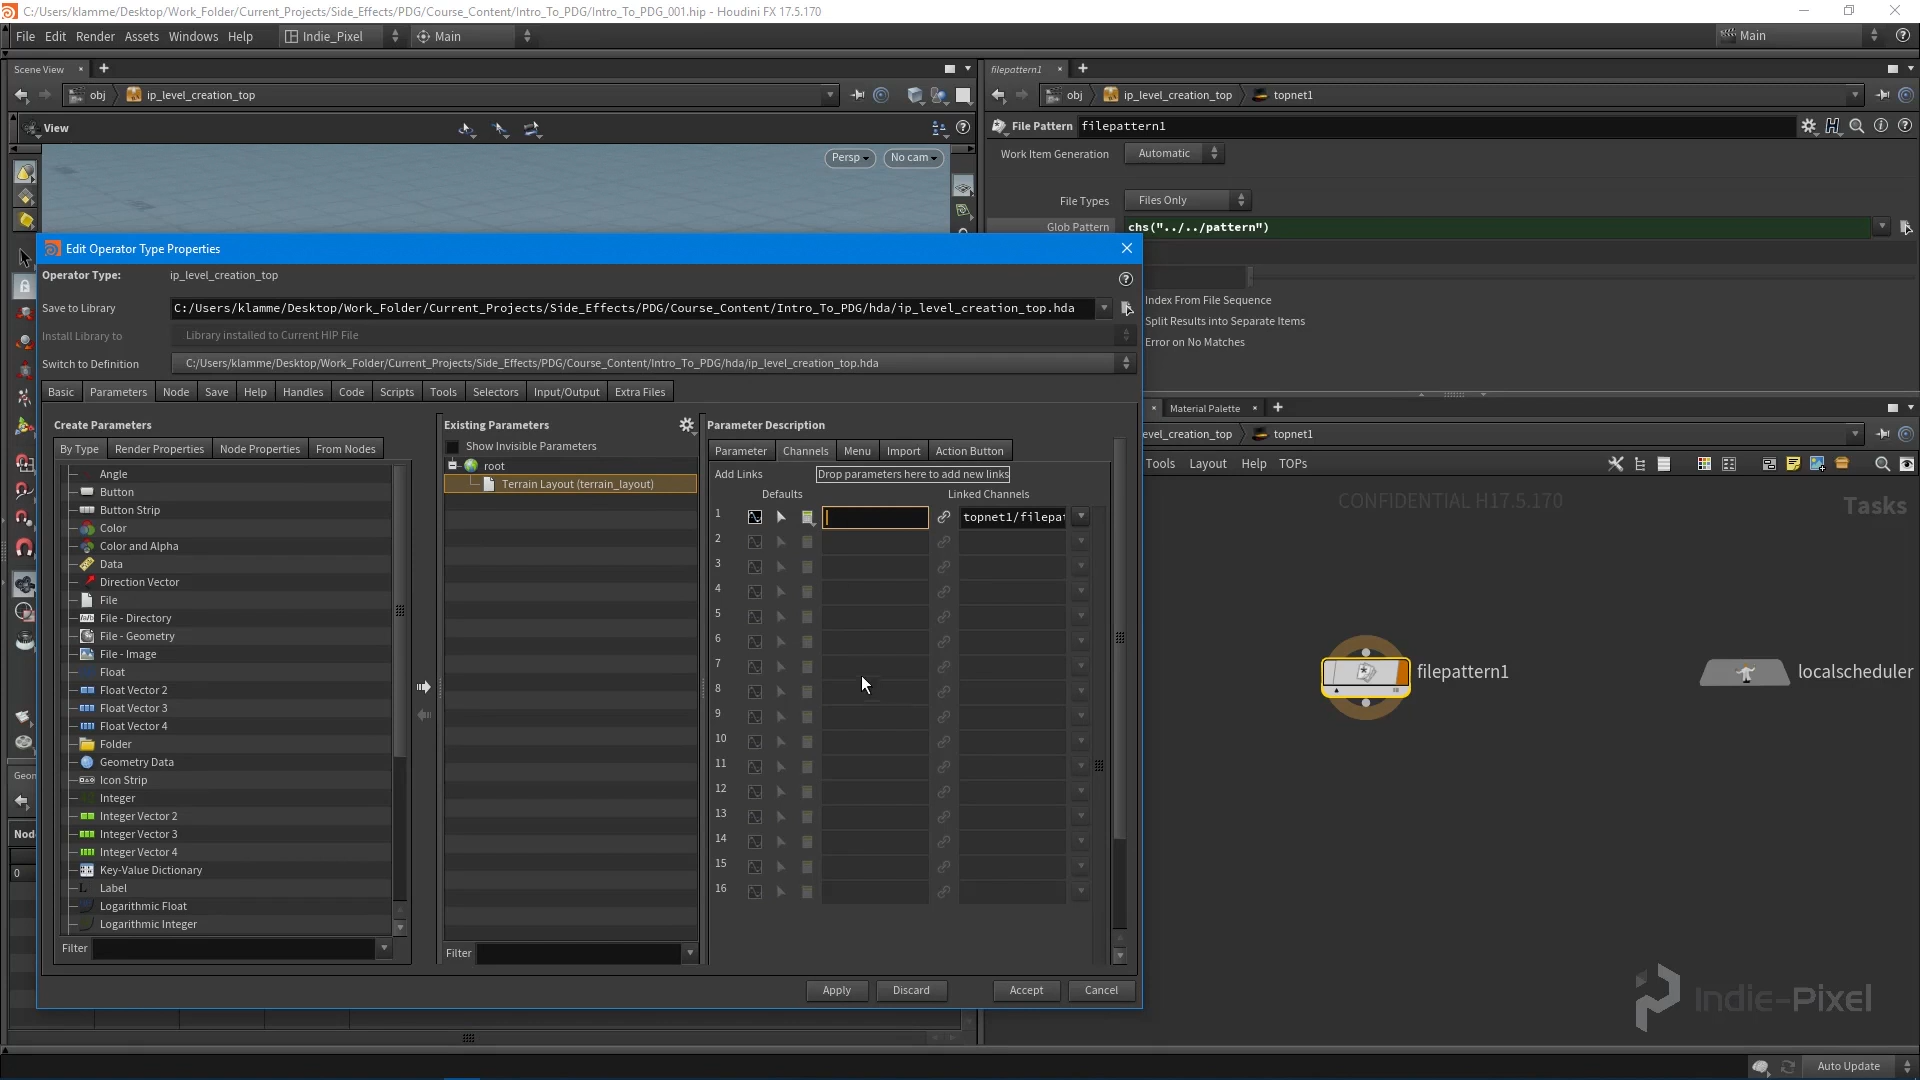 C:/Users/klamme/Desktop/Work_Folder/Current_Projects/Side_Effects/PDG/Course_Content/Intro_To_PDG/Intro_To_PDG_001.hip - Houdini FX 17.5.170
File Edit Render Assets Windows Help Indie_Pixel Main Main
Scene View filepattern1
obj ip_level_creation_top obj ip_level_creation_top topnet1
View File Pattern filepattern1
Persp No cam Work Item Generation Automatic
File Types Files Only
Glob Pattern chs("../../pattern")
Edit Operator Type Properties
Operator Type: ip_level_creation_top
Save to Library C:/Users/klamme/Desktop/Work_Folder/Current_Projects/Side_Effects/PDG/Course_Content/Intro_To_PDG/hda/ip_level_creation_top.hda
Index From File Sequence
Split Results into Separate Items
Error on No Matches
Install Library to Library installed to Current HIP File
Switch to Definition C:/Users/klamme/Desktop/Work_Folder/Current_Projects/Side_Effects/PDG/Course_Content/Intro_To_PDG/hda/ip_level_creation_top.hda
Basic Parameters Node Save Help Handles Code Scripts Tools Selectors Input/Output Extra Files
Material Palette
Create Parameters Existing Parameters Parameter Description
evel_creation_top topnet1
By Type Render Properties Node Properties From Nodes
Show Invisible Parameters
Parameter Channels Menu Import Action Button
Tools Layout Help TOPs
root
Terrain Layout (terrain_layout)
Add Links Drop parameters here to add new links
Defaults Linked Channels
1 topnet1/filepa
2
3
4
5
6
7
8
9
10
11
12
13
14
15
16
Angle
Button
Button Strip
Color
Color and Alpha
Data
Direction Vector
File
File - Directory
File - Geometry
File - Image
Float
Float Vector 2
Float Vector 3
Float Vector 4
Folder
Geometry Data
Icon Strip
Integer
Integer Vector 2
Integer Vector 3
Integer Vector 4
Key-Value Dictionary
Label
Logarithmic Float
Logarithmic Integer
Filter Filter
Apply Discard Accept Cancel
CONFIDENTIAL H17.5.170 Tasks
filepattern1 localscheduler
Geon
Nod
0
Indie-Pixel
Auto Update